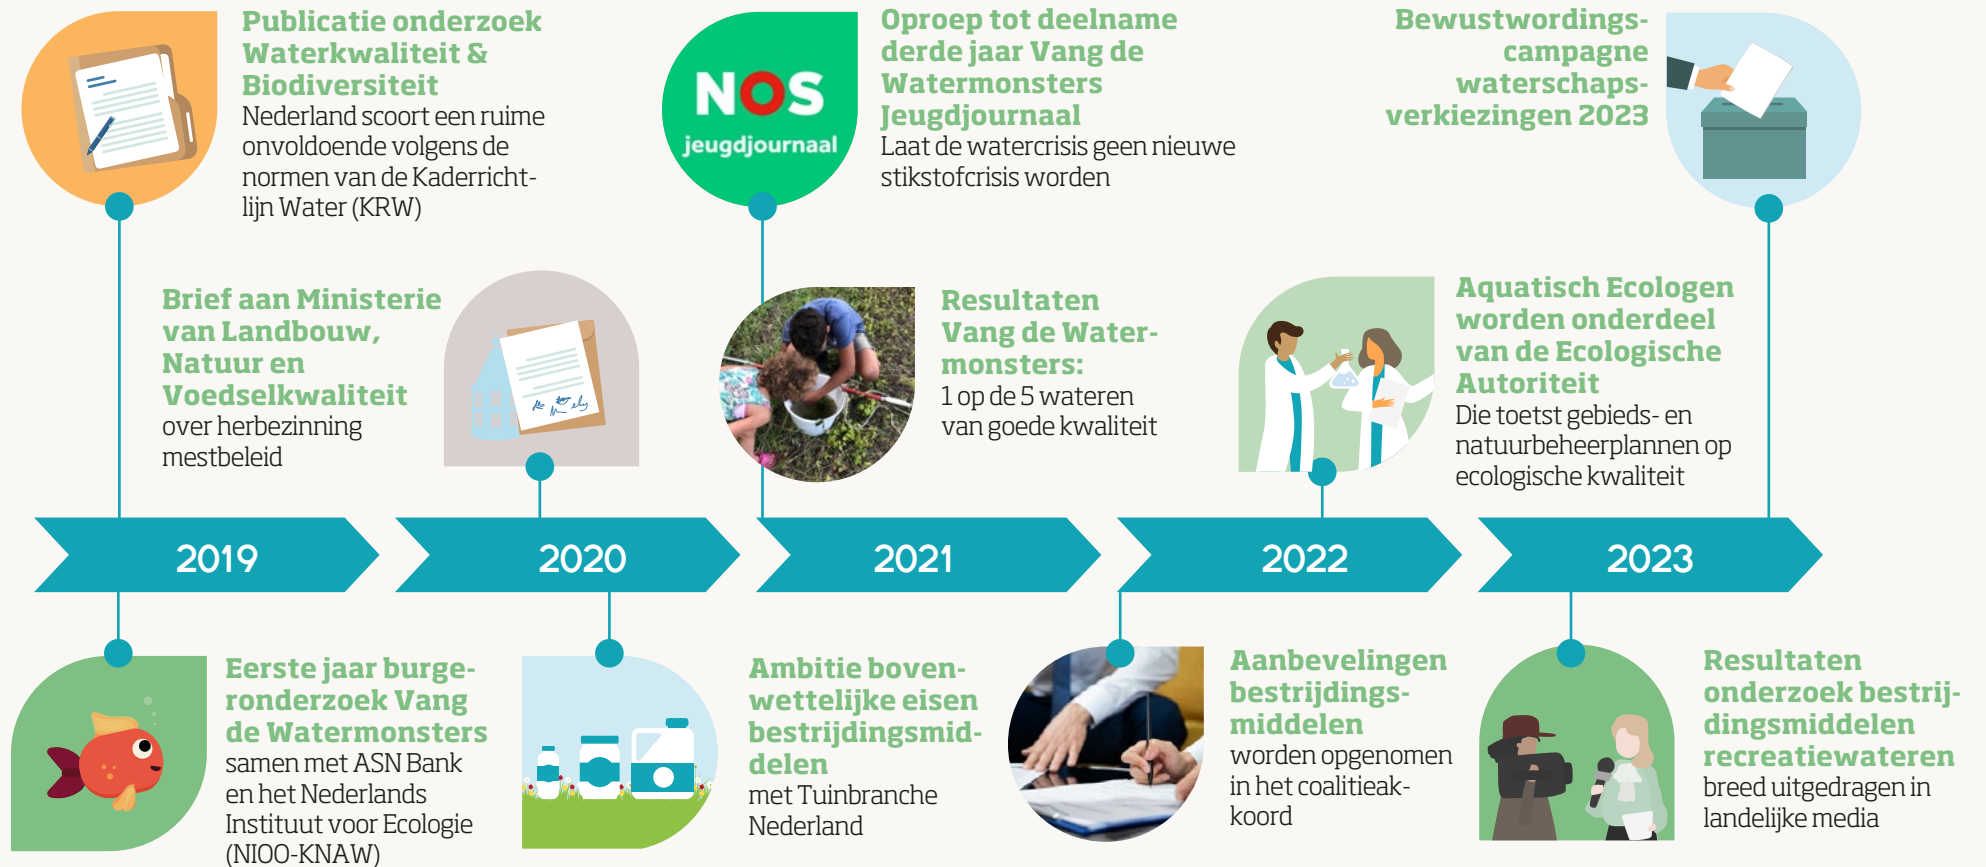 Publicatie onderzoek
Waterkwaliteit &
Biodiversiteit
Nederland scoort een ruime
onvoldoende volgens de
normen van de Kaderricht-
lijn Water (KRW)
NOS
jeugdjournaal
Oproep tot deelname
derde jaar Vang de
Watermonsters
Jeugdjournaal
Laat de watercrisis geen nieuwe
stikstofcrisis worden
Bewustwordings-
campagne
waterschaps-
verkiezingen 2023
Brief aan Ministerie
van Landbouw,
Natuur en
Voedselkwaliteit
over herbezinning
mestbeleid
Resultaten
Vang de Water-
monsters:
1 op de 5 wateren
van goede kwaliteit
Aquatisch Ecologen
worden onderdeel
van de Ecologische
Autoriteit
Die toetst gebieds- en
natuurbeheerplannen op
ecologische kwaliteit
2019
2020
2021
2022
2023
Eerste jaar burge-
ronderzoek Vang
de Watermonsters
samen met ASN Bank
en het Nederlands
Instituut voor Ecologie
(NIOO-KNAW)
Ambitie boven-
wettelijke eisen
bestrijdingsmid-
delen
met Tuinbranche
Nederland
Aanbevelingen
bestrijdings-
middelen
worden opgenomen
in het coalitieak-
koord
Resultaten
onderzoek bestrij-
dingsmiddelen
recreatiewateren
breed uitgedragen in
landelijke media